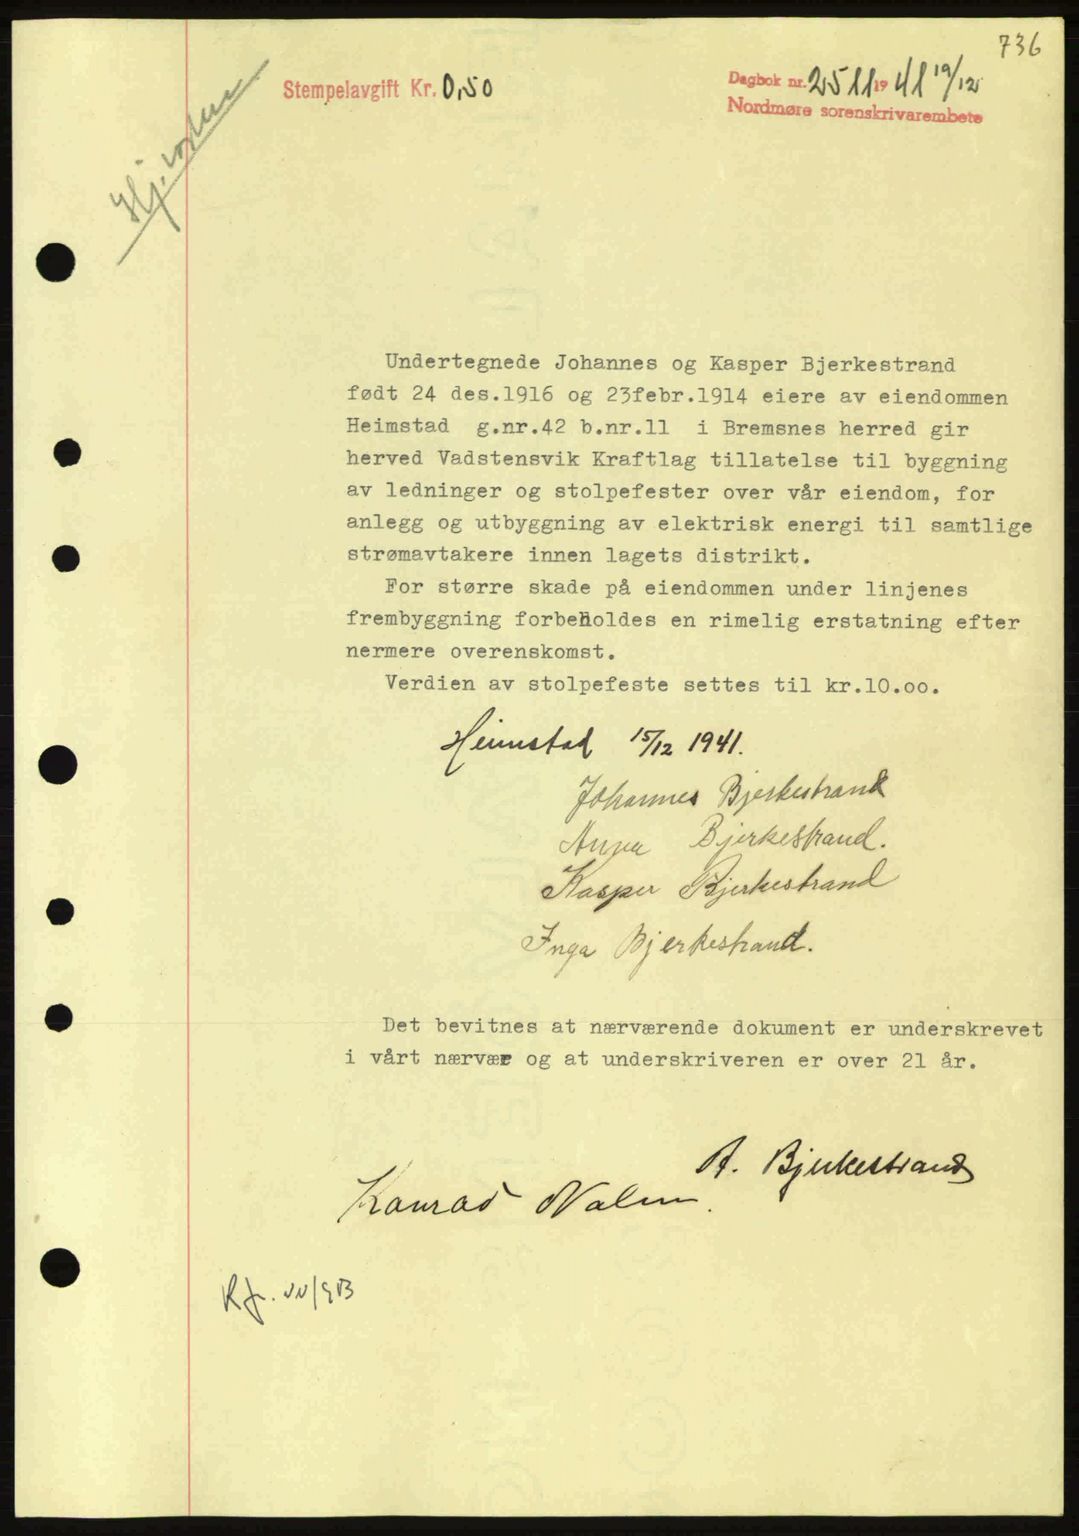 736
Stempelavgift Kr. 0,50
Dagbok nr. 2511 1941 19/12
Nordmøre sorenskrivarembete
Undertegnede Johannes og Kasper Bjerkestrand
født 24 des.1916 og 23febr.1914 eiere av eiendommen
Heimstad g.nr.42 b.nr.11 i Bremsnes herred gir
herved Vadstensvik Kraftlag tillatelse til byggning
av ledninger og stolpefester over vår eiendom, for
anlegg og utbyggning av elektrisk energi til samtlige
strømavtakere innen lagets distrikt.
For større skade på eiendommen under linjenes
frembyggning forbeholdes en rimelig erstatning efter
nermere overenskomst.
Verdien av stolpefeste settes til kr.10.oo.
Heimstad 15/12 1941.
Johannes Bjerkestrand
Anna Bjerkestrand.
Kasper Bjerkestrand
Inga Bjerkestrand.
Det bevitnes at nærværende dokument er underskrevet
i vårt nærvær og at underskriveren er over 21 år.
A. Bjerkestrand
Konrad